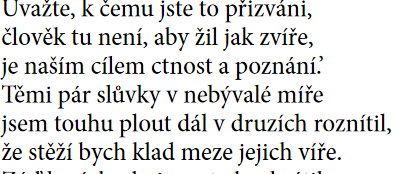 Uvažte, k čemu jste to přizváni,
člověk tu není, aby žil jak zvíře,
je naším cílem ctnost a poznání.’
Těmi pár slůvky v nebývalé míře
jsem touhu plout dál v druzích roznítil,
že stěží bych klad meze jejich víře.